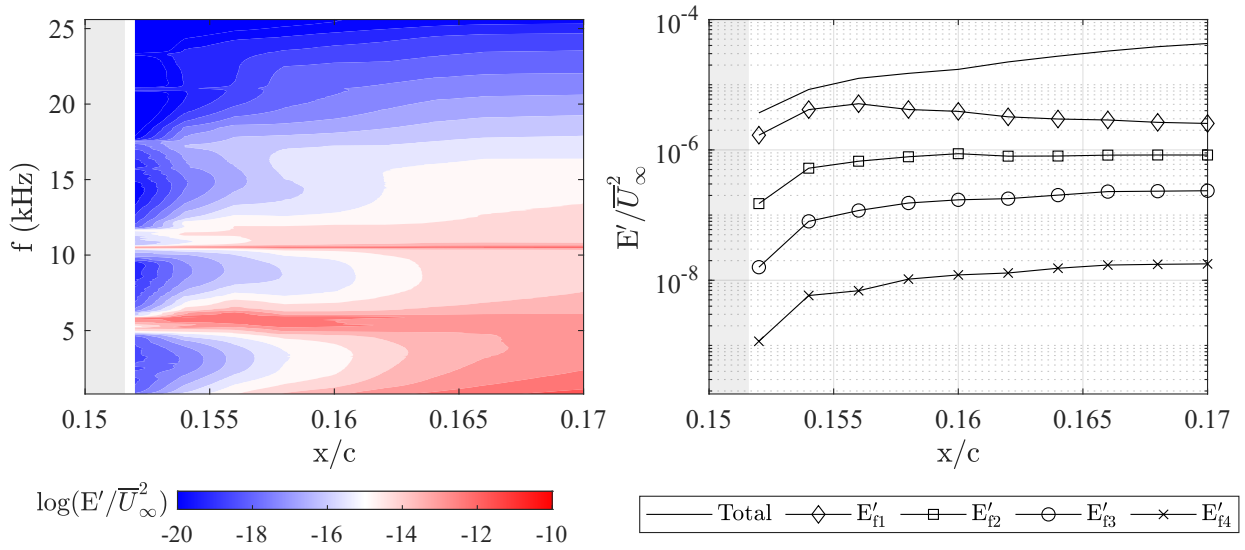 25
20
15
10
5
f (kHz)
0.15 0.155 0.16 0.165 0.17
x/c
log(E′/U̅²∞)
-20 -18 -16 -14 -12 -10
10⁻⁴
10⁻⁶
10⁻⁸
E′/U̅²∞
0.15 0.155 0.16 0.165 0.17
x/c
Total E′f1 E′f2 E′f3 E′f4